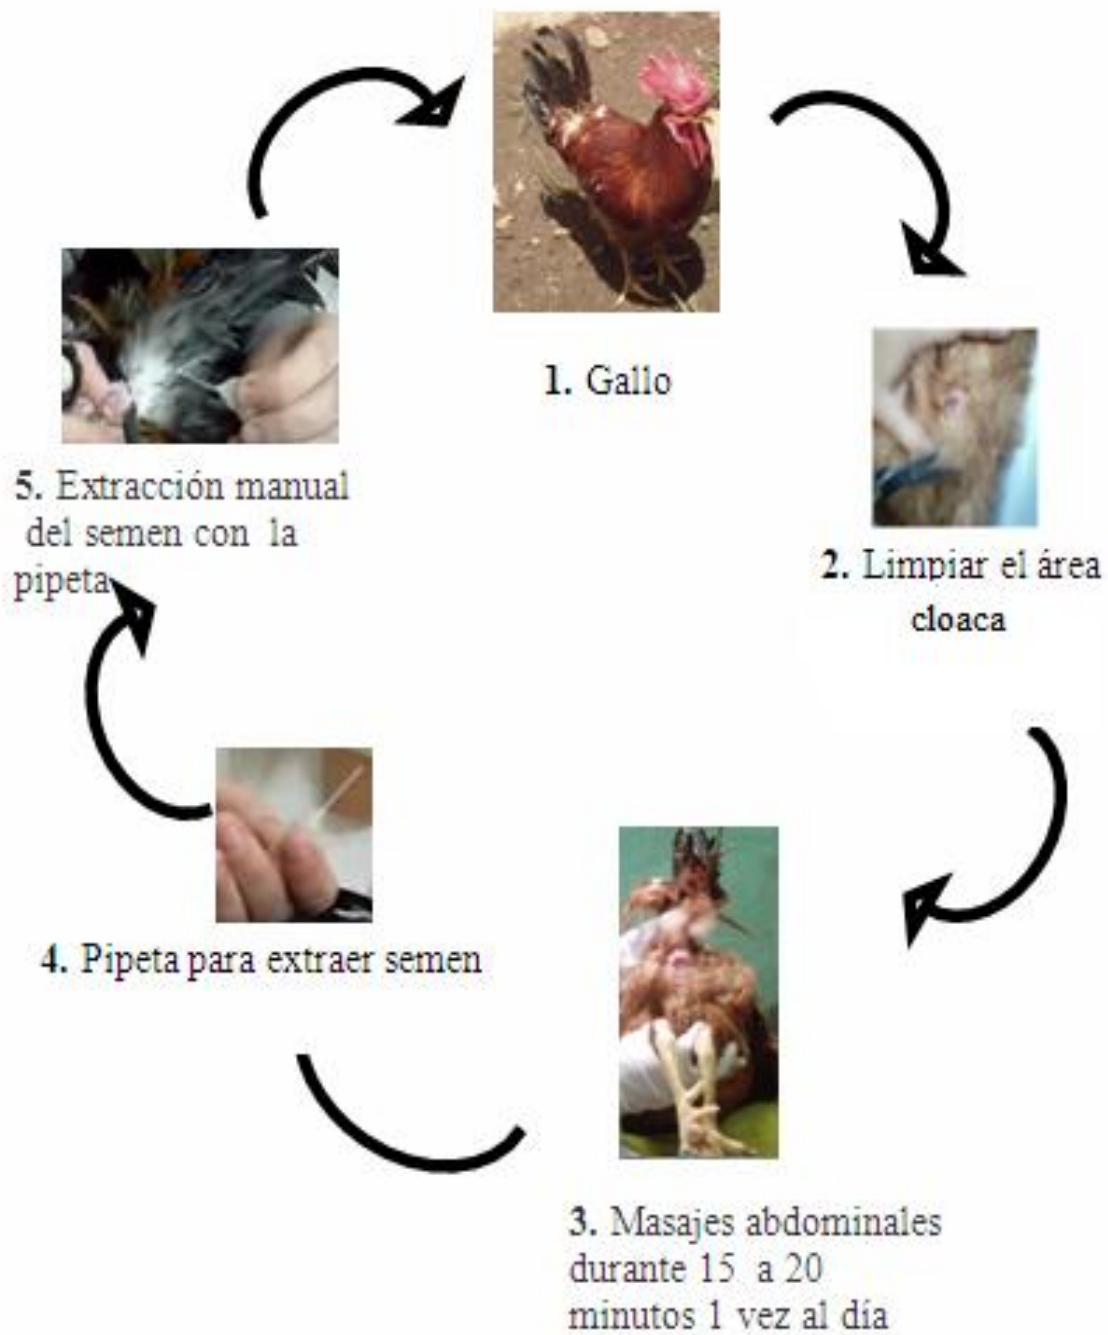 1. Gallo
2. Limpiar el área
cloaca
3. Masajes abdominales
durante 15 a 20
minutos 1 vez al día
4. Pipeta para extraer semen
5. Extracción manual
del semen con la
pipeta